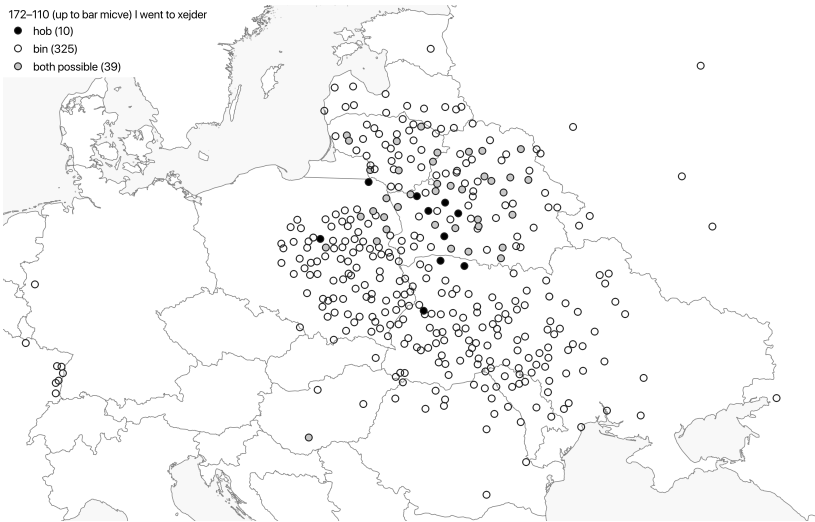 172–110 (up to bar micve) I went to xejder
hob (10)
bin (325)
both possible (39)